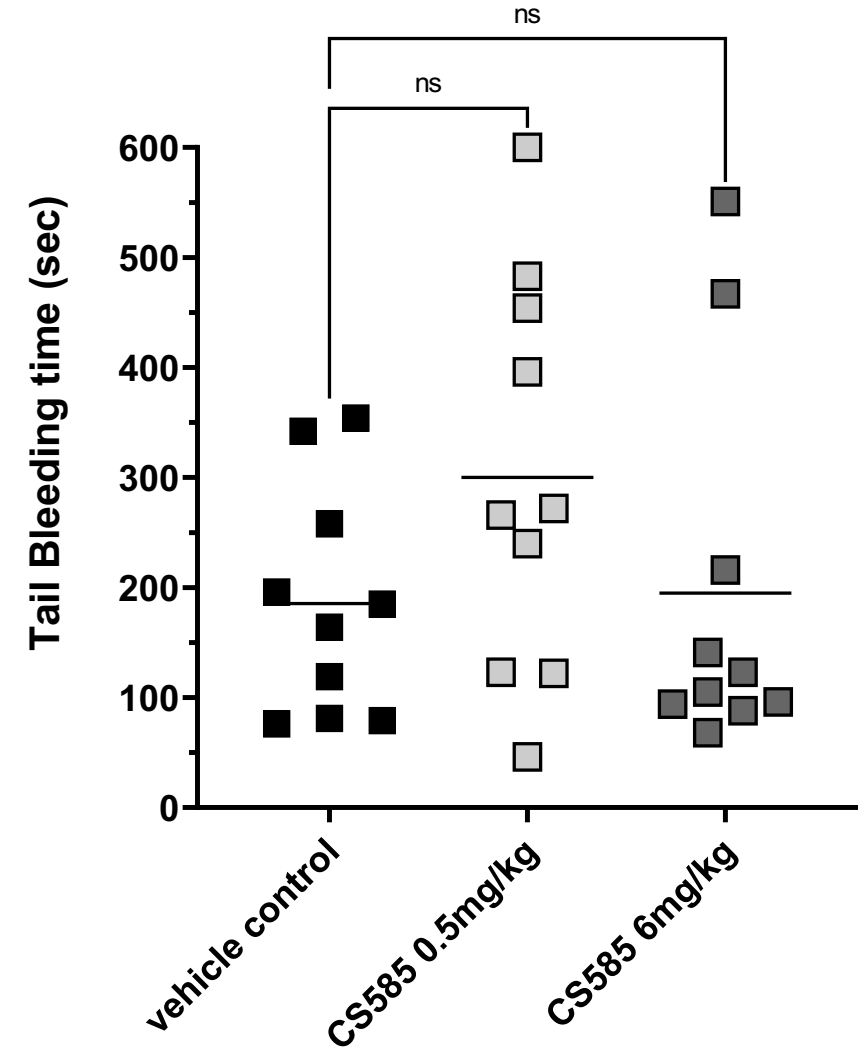 ns
ns
Tail Bleeding time (sec)
600
500
400
300
200
100
0
vehicle control
CS585 0.5mg/kg
CS585 6mg/kg